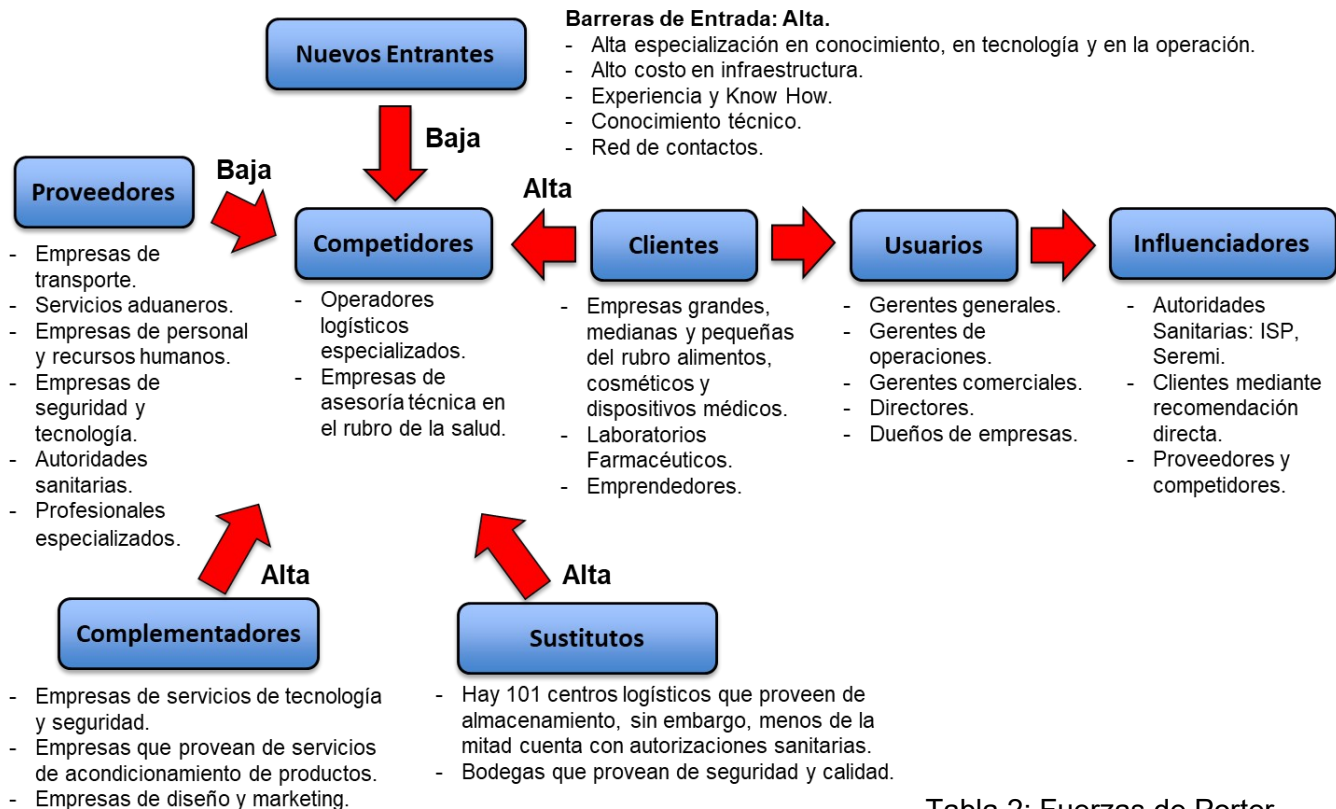 Nuevos Entrantes
Barreras de Entrada: Alta.
- Alta especialización en conocimiento, en tecnología y en la operación.
- Alto costo en infraestructura.
- Experiencia y Know How.
- Conocimiento técnico.
- Red de contactos.
Baja
Proveedores
Baja
- Empresas de
transporte.
- Servicios aduaneros.
- Empresas de personal
y recursos humanos.
- Empresas de
seguridad y
tecnología.
- Autoridades
sanitarias.
- Profesionales
especializados.
Competidores
- Operadores
logísticos
especializados.
- Empresas de
asesoría técnica en
el rubro de la salud.
Alta
Clientes
- Empresas grandes,
medianas y pequeñas
del rubro alimentos,
cosméticos y
dispositivos médicos.
- Laboratorios
Farmacéuticos.
- Emprendedores.
Usuarios
- Gerentes generales.
- Gerentes de
operaciones.
- Gerentes comerciales.
- Directores.
- Dueños de empresas.
Influenciadores
- Autoridades
Sanitarias: ISP,
Seremi.
- Clientes mediante
recomendación
directa.
- Proveedores y
competidores.
Alta
Complementadores
- Empresas de servicios de tecnología
y seguridad.
- Empresas que provean de servicios
de acondicionamiento de productos.
- Empresas de diseño y marketing.
Alta
Sustitutos
- Hay 101 centros logísticos que proveen de
almacenamiento, sin embargo, menos de la
mitad cuenta con autorizaciones sanitarias.
- Bodegas que provean de seguridad y calidad.
Tabla 2: Fuerzas de Porter